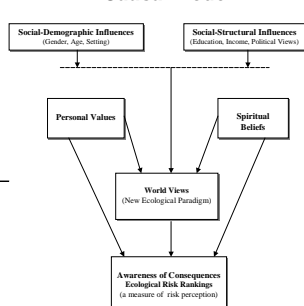 Social-Demographic Influences
(Gender, Age, Setting)
Social-Structural Influences
(Education, Income, Political Views)
Personal Values
Spiritual
Beliefs
World Views
(New Ecological Paradigm)
Awareness of Consequences
Ecological Risk Rankings
(a measure of risk perception)